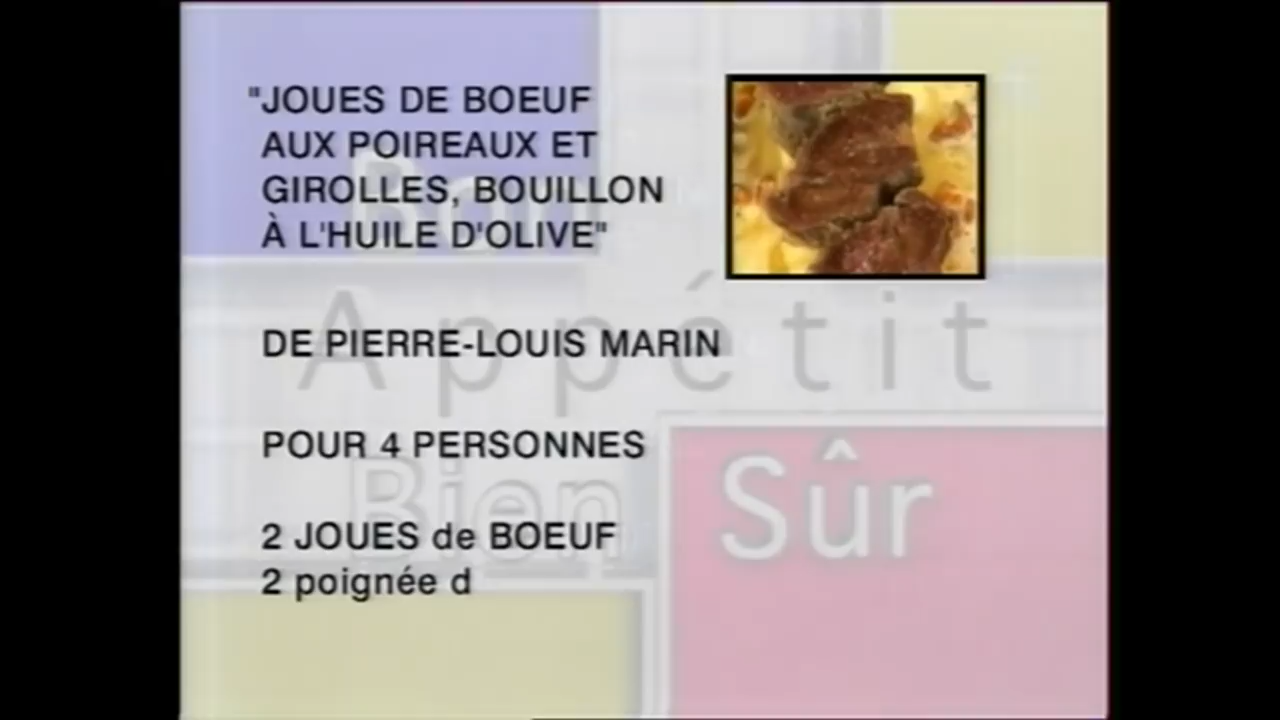 "JOUES DE BOEUF
AUX POIREAUX ET
GIROLLES, BOUILLON
À L'HUILE D'OLIVE"
DE PIERRE-LOUIS MARIN
POUR 4 PERSONNES
2 JOUES de BOEUF
2 poignée d
Bon
Appétit
Bien Sûr